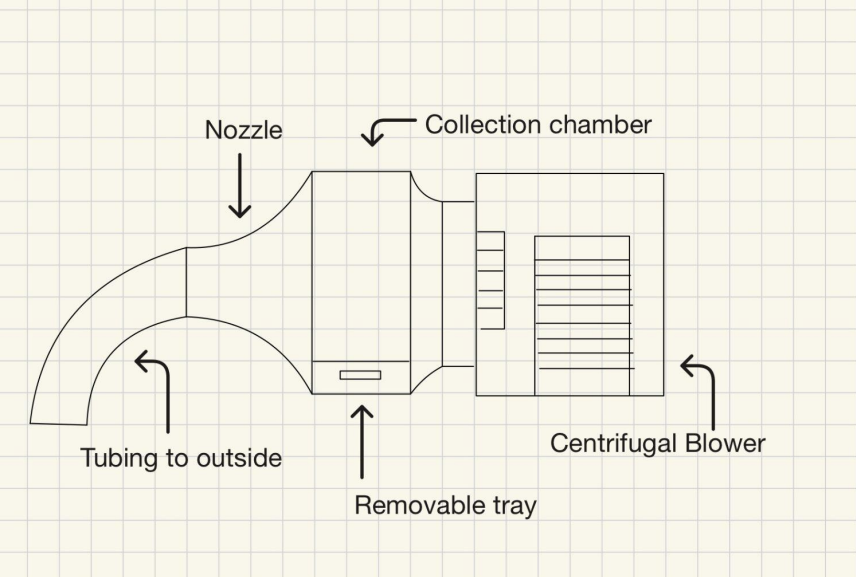 Nozzle
Collection chamber
Centrifugal Blower
Tubing to outside
Removable tray